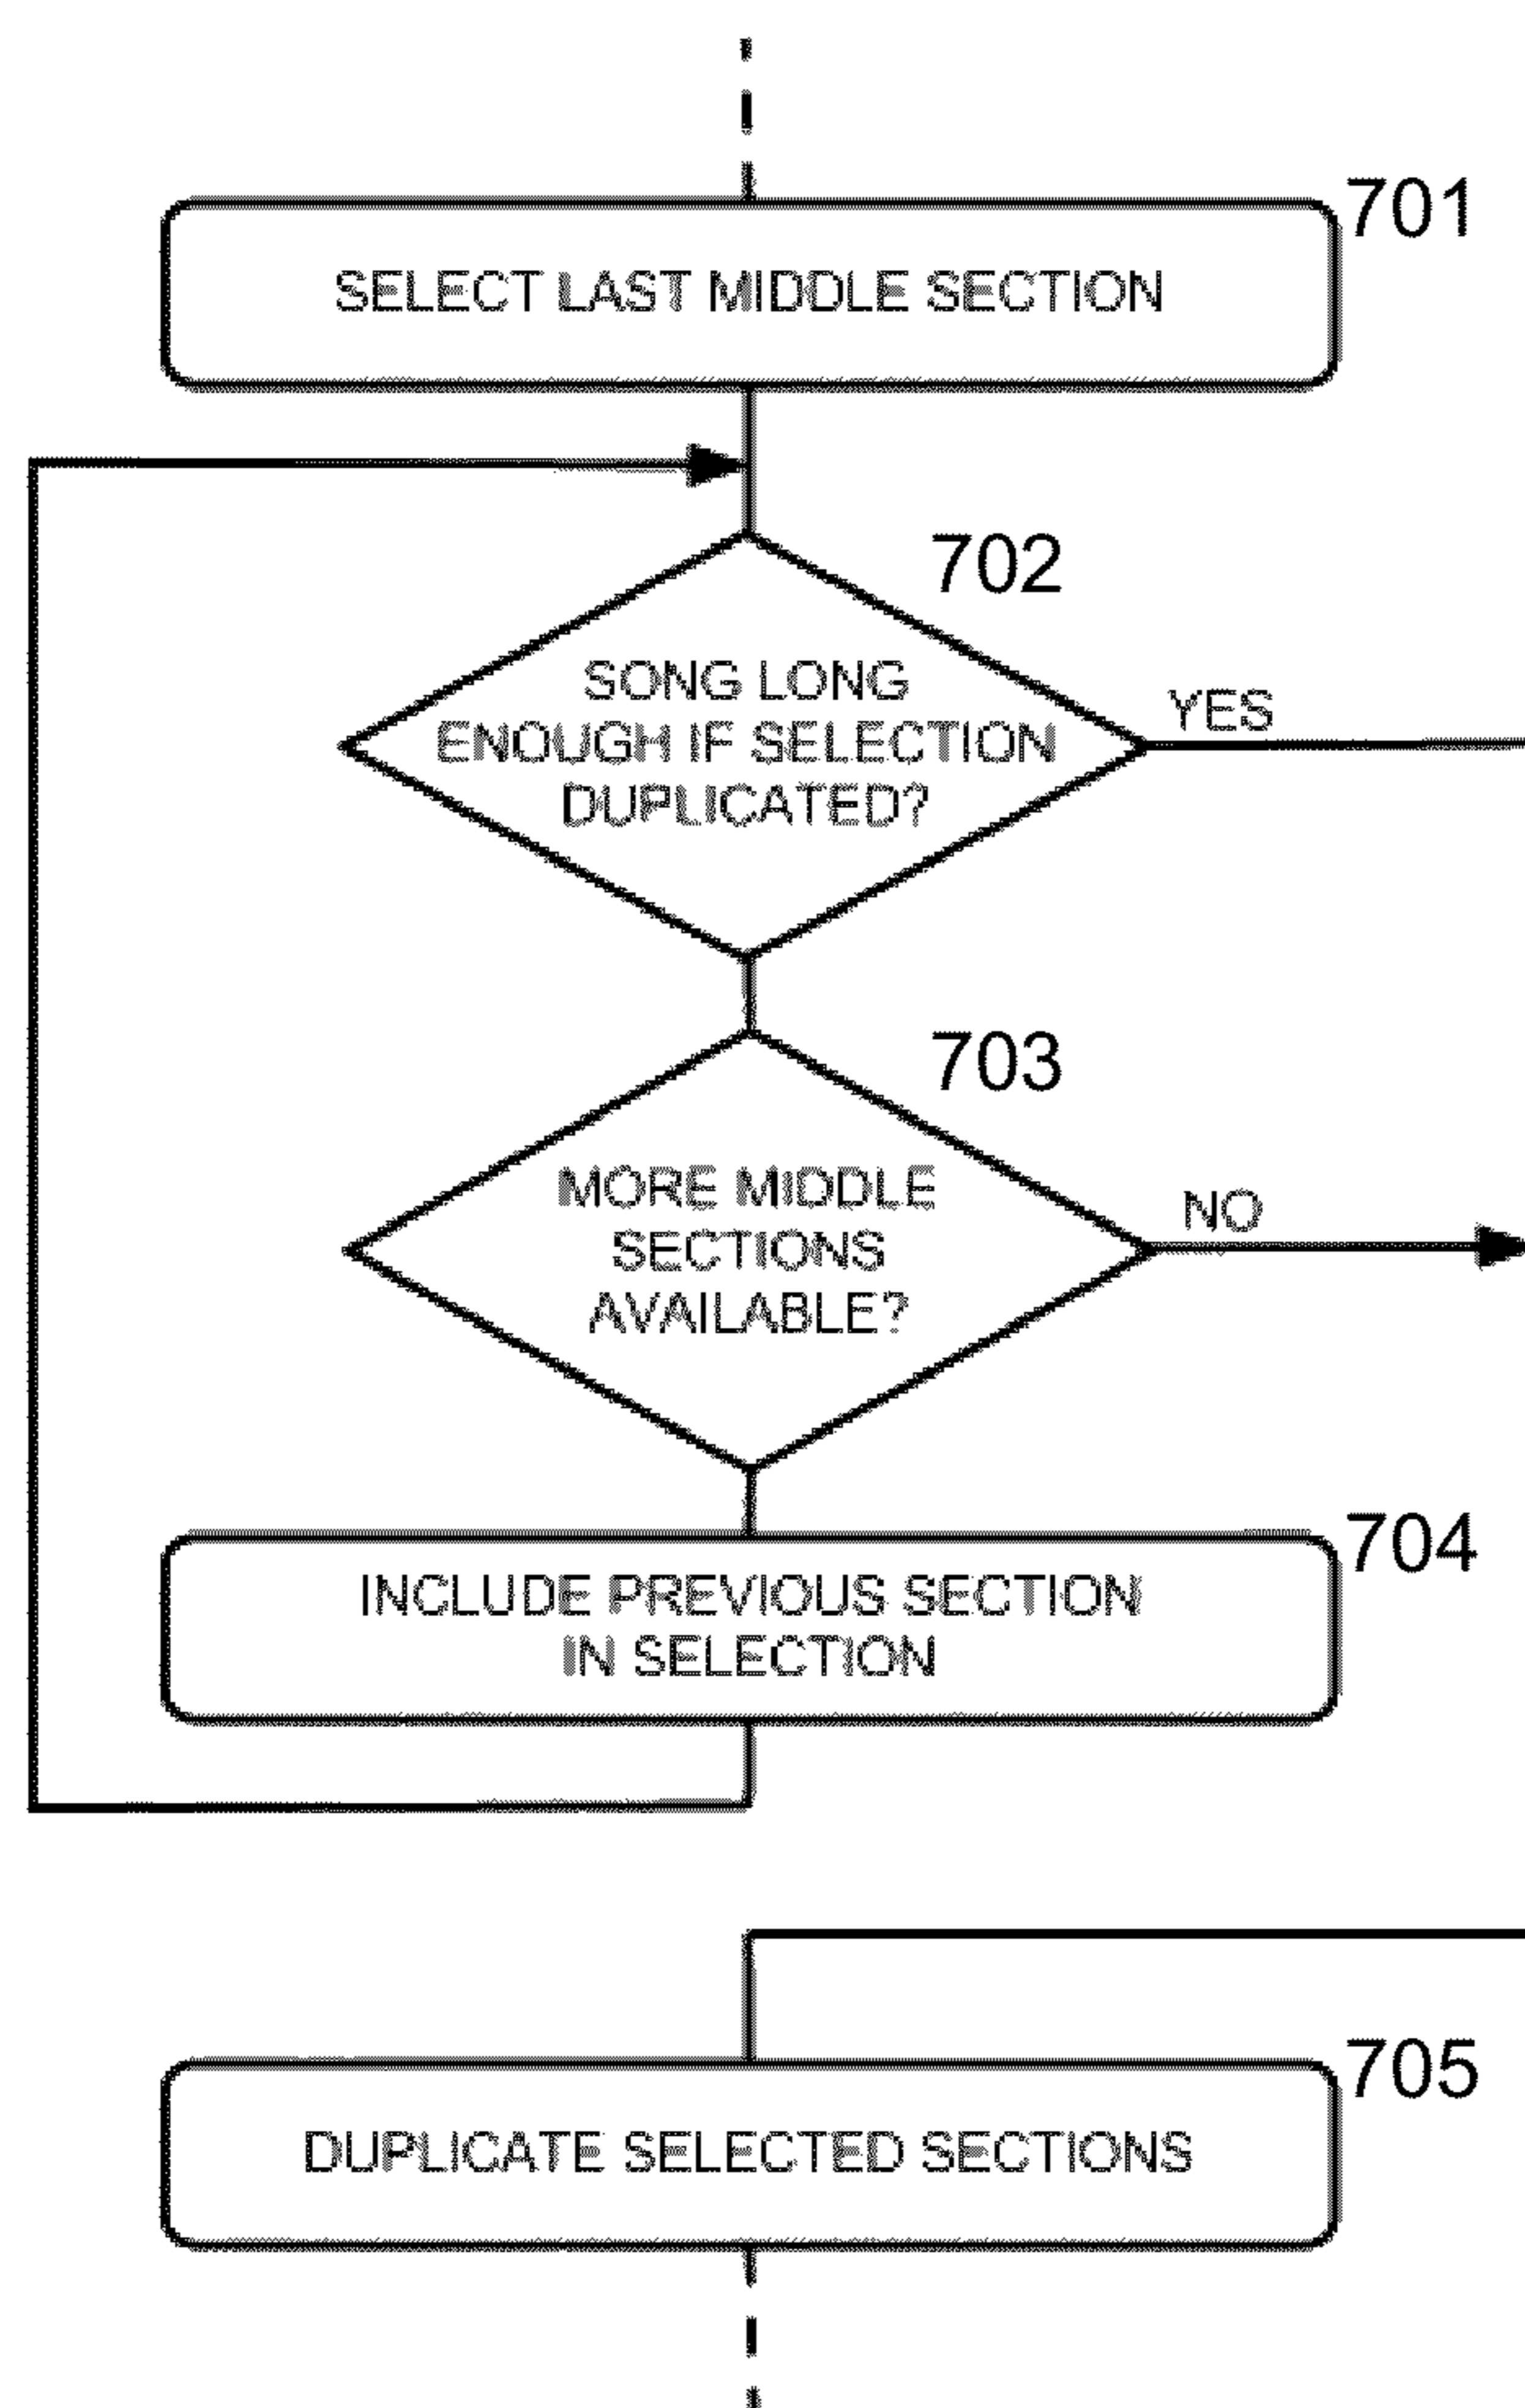 701
SELECT LAST MIDDLE SECTION
702
SONG LONG
ENOUGH IF SELECTION
DUPLICATED?
YES
703
MORE MIDDLE
SECTIONS
AVAILABLE?
NO
704
INCLUDE PREVIOUS SECTION
IN SELECTION
705
DUPLICATE SELECTED SECTIONS